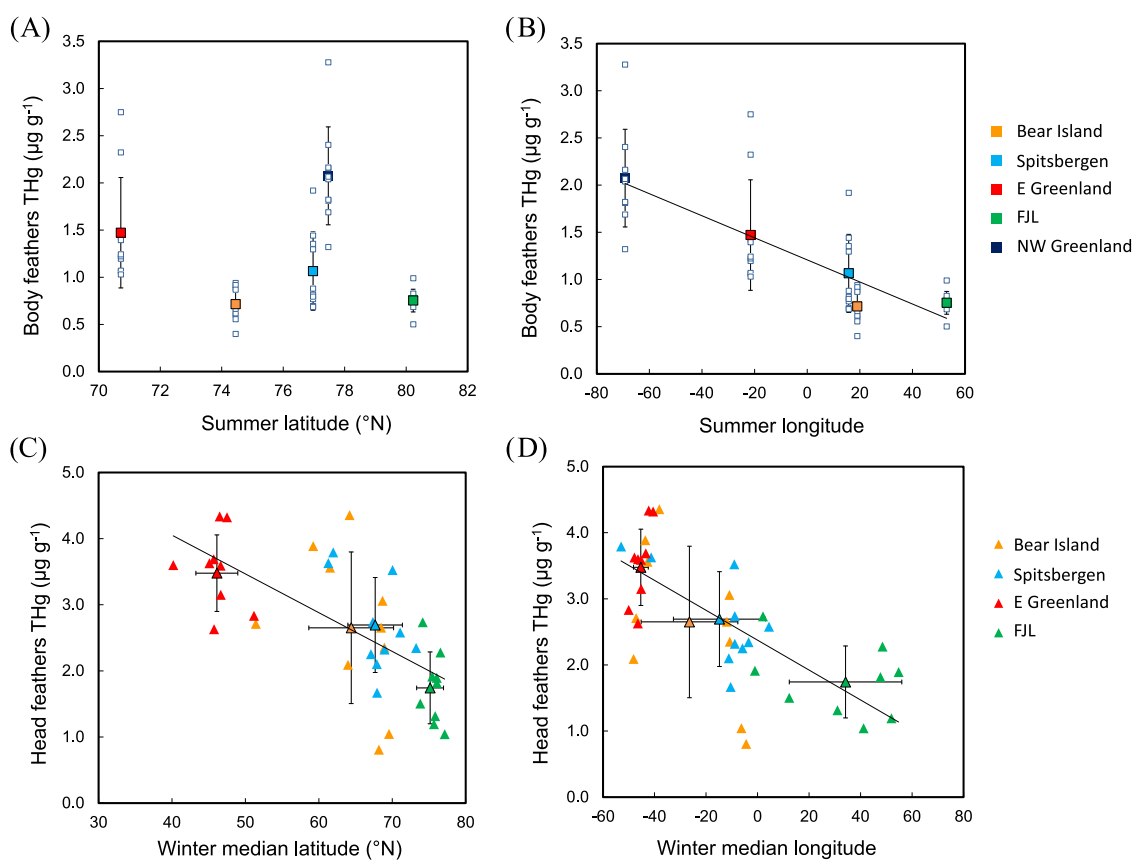 (A)
3.5
3.0
2.5
2.0
1.5
1.0
0.5
0.0
Body feathers THg (µg g⁻¹)
70 72 74 76 78 80 82
Summer latitude (°N)
(B)
3.5
3.0
2.5
2.0
1.5
1.0
0.5
0.0
Body feathers THg (µg g⁻¹)
-80 -60 -40 -20 0 20 40 60
Summer longitude
Bear Island
Spitsbergen
E Greenland
FJL
NW Greenland
(C)
5.0
4.0
3.0
2.0
1.0
0.0
Head feathers THg (µg g⁻¹)
30 40 50 60 70 80
Winter median latitude (°N)
(D)
5.0
4.0
3.0
2.0
1.0
0.0
Head feathers THg (µg g⁻¹)
-60 -40 -20 0 20 40 60 80
Winter median longitude
Bear Island
Spitsbergen
E Greenland
FJL